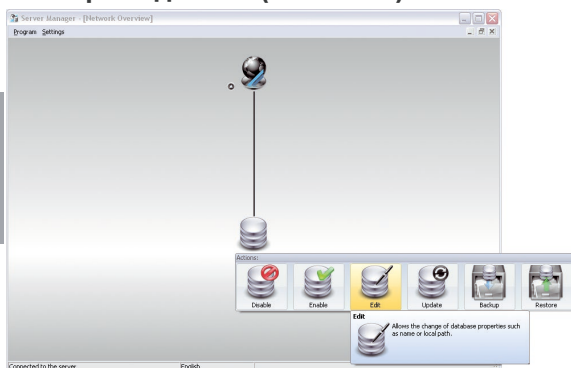 Server Manager - [Network Overview]
Program Settings
Actions:
Disable Enable Edit Update Backup Restore
Edit
Allows the change of database properties such
as name or local path.
Connected to the server English